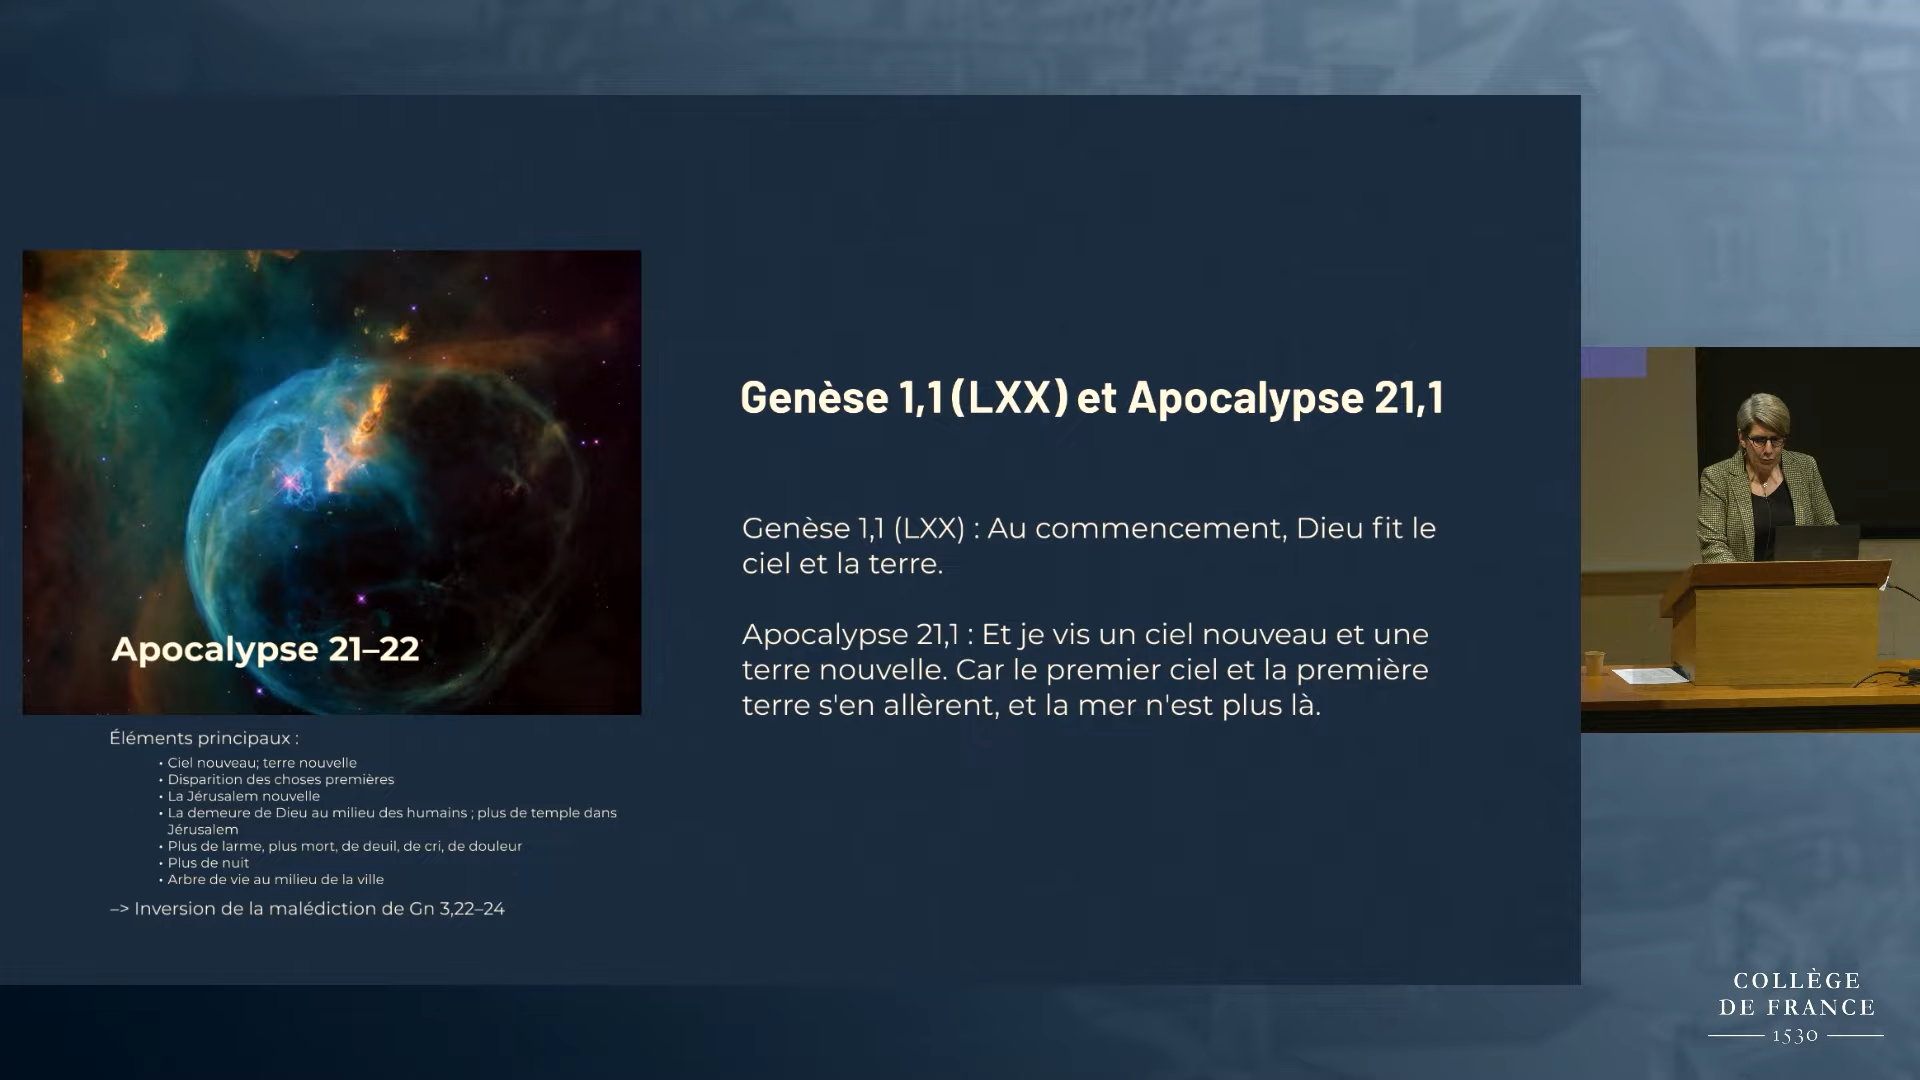 Apocalypse 21–22
Éléments principaux :
• Ciel nouveau; terre nouvelle
• Disparition des choses premières
• La Jérusalem nouvelle
• La demeure de Dieu au milieu des humains ; plus de temple dans
Jérusalem
• Plus de larme, plus mort, de deuil, de cri, de douleur
• Plus de nuit
• Arbre de vie au milieu de la ville
–> Inversion de la malédiction de Gn 3,22–24
Genèse 1,1 (LXX) et Apocalypse 21,1
Genèse 1,1 (LXX) : Au commencement, Dieu fit le
ciel et la terre.
Apocalypse 21,1 : Et je vis un ciel nouveau et une
terre nouvelle. Car le premier ciel et la première
terre s'en allèrent, et la mer n'est plus là.
COLLÈGE
DE FRANCE
1530